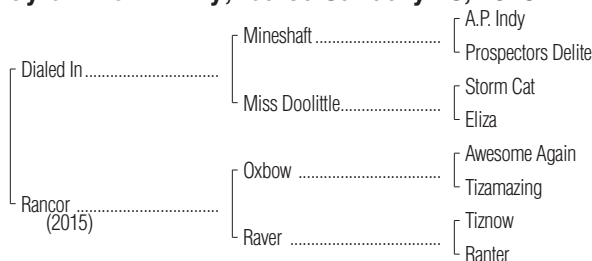 A.P. Indy
Mineshaft
Prospectors Delite
Dialed In
Storm Cat
Miss Doolittle
Eliza
Awesome Again
Oxbow
Tizamazing
Rancor
(2015)
Tiznow
Raver
Ranter